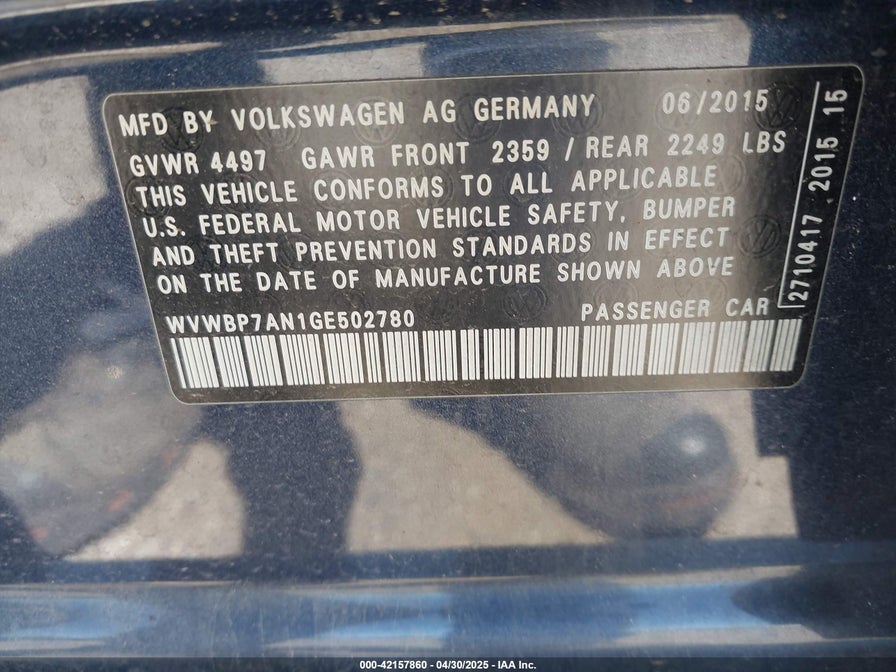 MFD BY VOLKSWAGEN AG GERMANY 06/2015
GVWR 4497 GAWR FRONT 2359 / REAR 2249 LBS
THIS VEHICLE CONFORMS TO ALL APPLICABLE
U.S. FEDERAL MOTOR VEHICLE SAFETY, BUMPER
AND THEFT PREVENTION STANDARDS IN EFFECT
ON THE DATE OF MANUFACTURE SHOWN ABOVE
WVWBP7AN1GE502780 PASSENGER CAR
2710417 2015 15
000-42157860 - 04/30/2025 - IAA Inc.